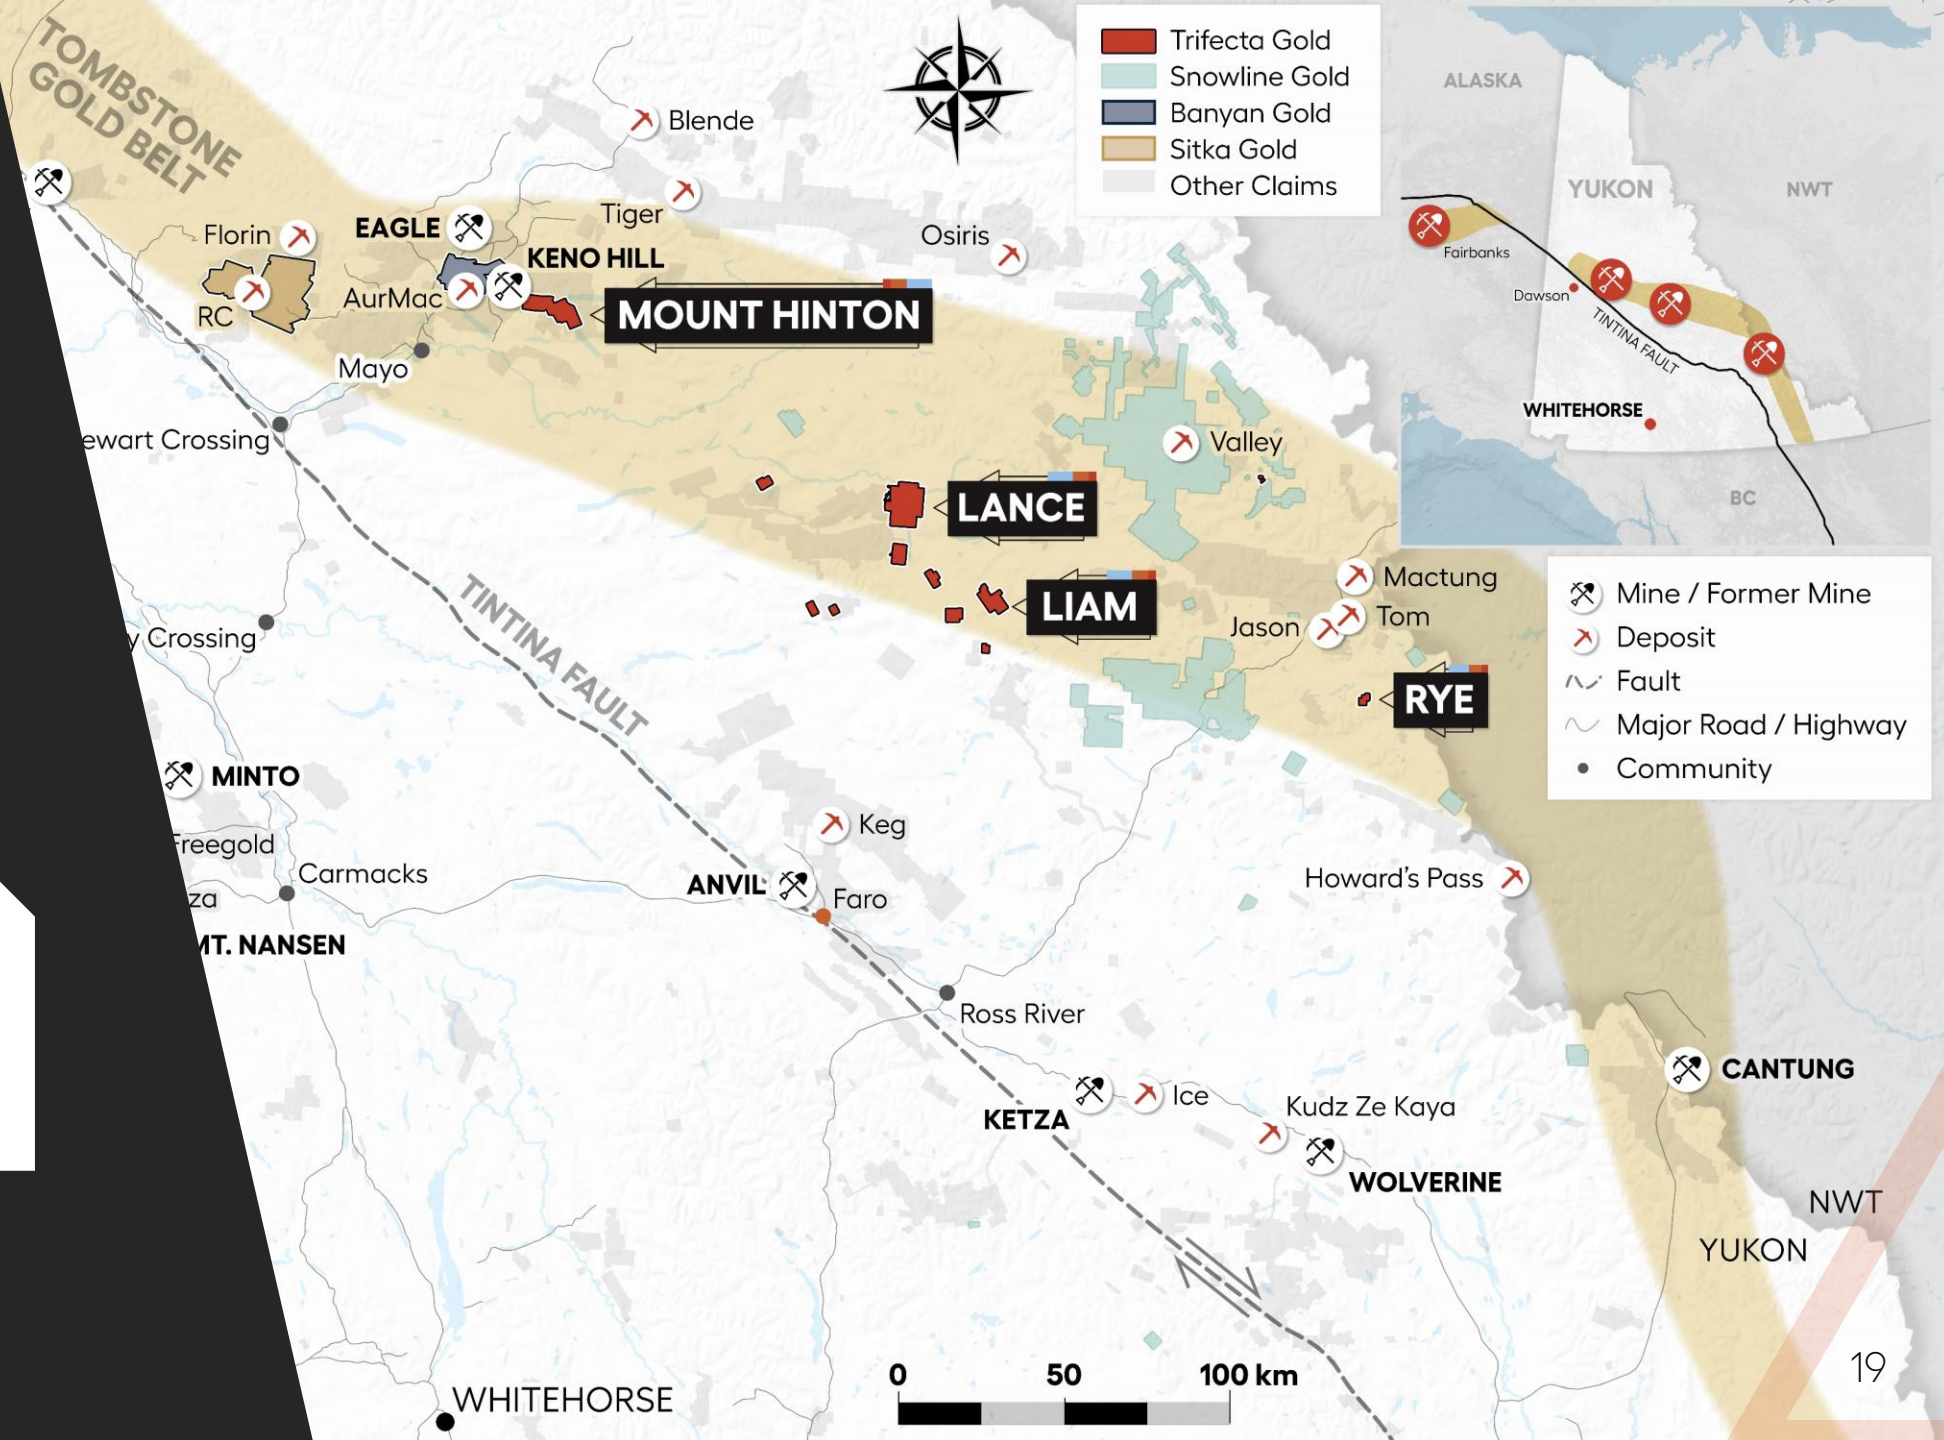 TOMBSTONE
GOLD BELT
Trifecta Gold
Snowline Gold
Banyan Gold
Sitka Gold
Other Claims
ALASKA
YUKON
NWT
Fairbanks
Dawson
TINTINA FAULT
WHITEHORSE
BC
Blende
Tiger
Osiris
Florin
EAGLE
KENO HILL
AurMac
RC
MOUNT HINTON
Mayo
ewart Crossing
Valley
LANCE
LIAM
Mactung
Tom
Jason
RYE
Mine / Former Mine
Deposit
Fault
Major Road / Highway
Community
TINTINA FAULT
y Crossing
MINTO
Freegold
Carmacks
za
MT. NANSEN
Keg
ANVIL
Faro
Howard's Pass
Ross River
CANTUNG
KETZA
Ice
Kudz Ze Kaya
WOLVERINE
NWT
YUKON
0 50 100 km
19
WHITEHORSE